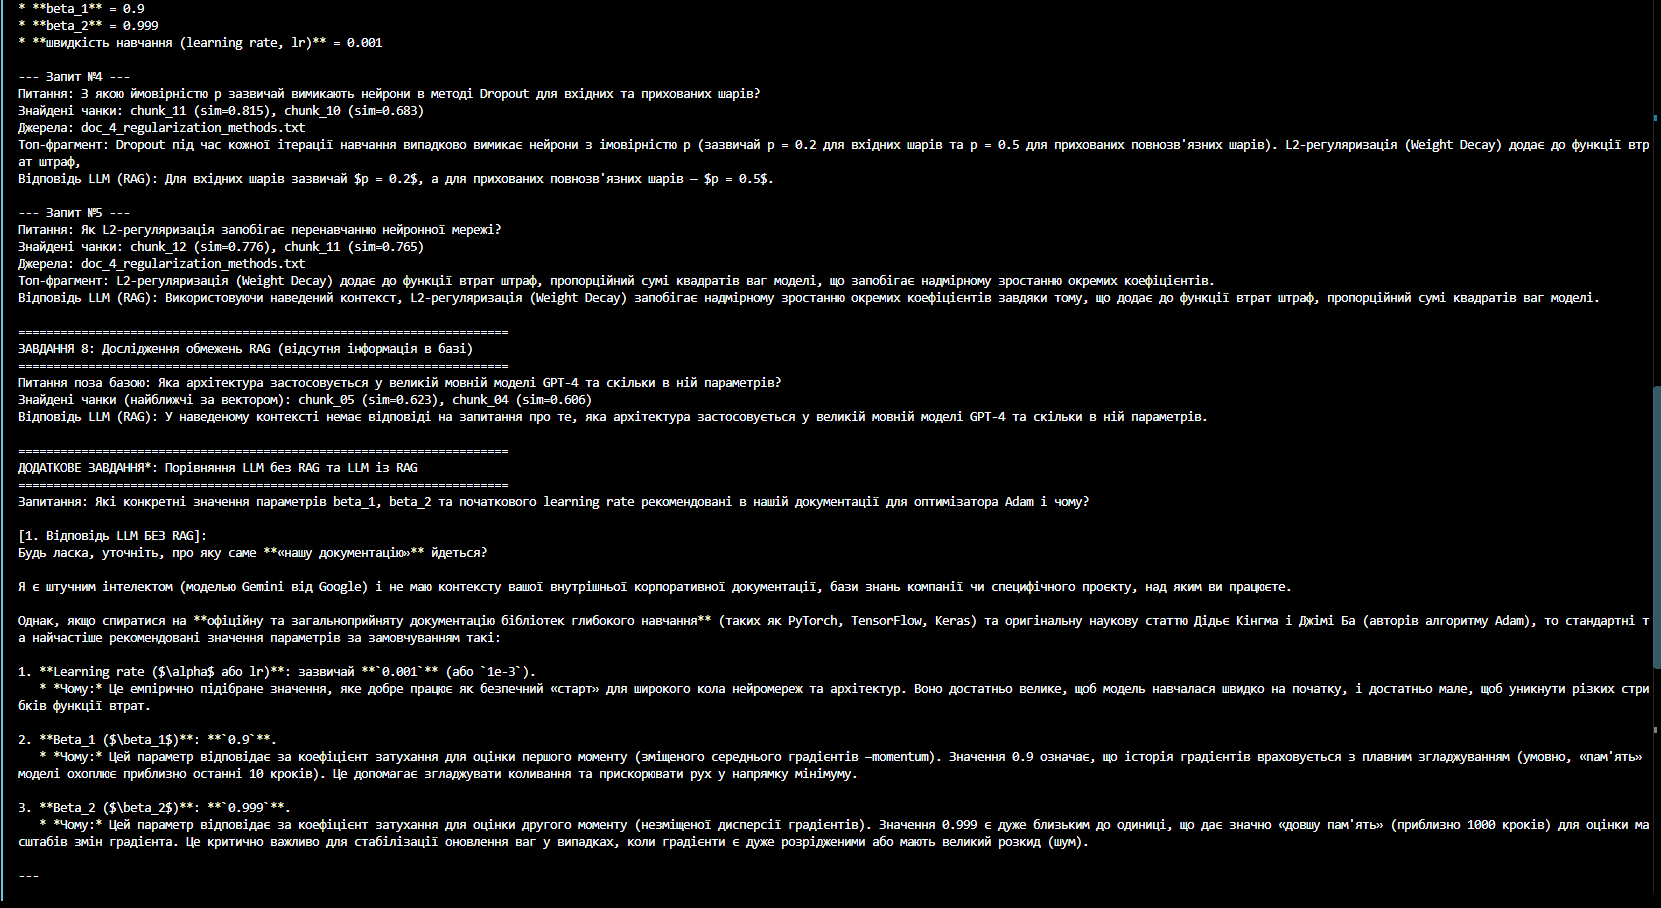 * **beta_1** = 0.9
* **beta_2** = 0.999
* **швидкість навчання (learning rate, lr)** = 0.001
--- Запит №4 ---
Питання: З якою ймовірністю p зазвичай вимикають нейрони в методі Dropout для вхідних та прихованих шарів?
Знайдені чанки: chunk_11 (sim=0.815), chunk_10 (sim=0.683)
Джерела: doc_4_regularization_methods.txt
Топ-фрагмент: Dropout під час кожної ітерації навчання випадково вимикає нейрони з імовірністю p (зазвичай p = 0.2 для вхідних шарів та p = 0.5 для прихованих повнозв'язних шарів). L2-регуляризація (Weight Decay) додає до функції втр
ат штраф,
Відповідь LLM (RAG): Для вхідних шарів зазвичай $p = 0.2$, а для прихованих повнозв'язних шарів — $p = 0.5$.
--- Запит №5 ---
Питання: Як L2-регуляризація запобігає перенавчанню нейронної мережі?
Знайдені чанки: chunk_12 (sim=0.776), chunk_11 (sim=0.765)
Джерела: doc_4_regularization_methods.txt
Топ-фрагмент: L2-регуляризація (Weight Decay) додає до функції втрат штраф, пропорційний сумі квадратів ваг моделі, що запобігає надмірному зростанню окремих коефіцієнтів.
Відповідь LLM (RAG): Використовуючи наведений контекст, L2-регуляризація (Weight Decay) запобігає надмірному зростанню окремих коефіцієнтів завдяки тому, що додає до функції втрат штраф, пропорційний сумі квадратів ваг моделі.
======================================================================
ЗАВДАННЯ 8: Дослідження обмежень RAG (відсутня інформація в базі)
======================================================================
Питання поза базою: Яка архітектура застосовується у великій мовній моделі GPT-4 та скільки в ній параметрів?
Знайдені чанки (найближчі за вектором): chunk_05 (sim=0.623), chunk_04 (sim=0.606)
Відповідь LLM (RAG): У наведеному контексті немає відповіді на запитання про те, яка архітектура застосовується у великій мовній моделі GPT-4 та скільки в ній параметрів.
======================================================================
ДОДАТКОВЕ ЗАВДАННЯ*: Порівняння LLM без RAG та LLM із RAG
======================================================================
Запитання: Які конкретні значення параметрів beta_1, beta_2 та початкового learning rate рекомендовані в нашій документації для оптимізатора Adam і чому?
[1. Відповідь LLM БЕЗ RAG]:
Будь ласка, уточніть, про яку саме **«нашу документацію»** йдеться?
Я є штучним інтелектом (моделлю Gemini від Google) і не маю контексту вашої внутрішньої корпоративної документації, бази знань компанії чи специфічного проєкту, над яким ви працюєте.
Однак, якщо спиратися на **офіційну та загальноприйняту документацію бібліотек глибокого навчання** (таких як PyTorch, TensorFlow, Keras) та оригінальну наукову статтю Дідьє Кінгма і Джімі Ба (авторів алгоритму Adam), то стандартні т
а найчастіше рекомендовані значення параметрів за замовчуванням такі:
1. **Learning rate ($\alpha$ або lr)**: зазвичай **`0.001`** (або `1e-3`).
* *Чому:* Це емпірично підібране значення, яке добре працює як безпечний «старт» для широкого кола нейромереж та архітектур. Воно достатньо велике, щоб модель навчалася швидко на початку, і достатньо мале, щоб уникнути різких стри
бків функції втрат.
2. **Beta_1 ($\beta_1$)**: **`0.9`**.
* *Чому:* Цей параметр відповідає за коефіцієнт затухання для оцінки першого моменту (зміщеного середнього градієнтів —momentum). Значення 0.9 означає, що історія градієнтів враховується з плавним згладжуванням (умовно, «пам'ять»
моделі охоплює приблизно останні 10 кроків). Це допомагає згладжувати коливання та прискорювати рух у напрямку мінімуму.
3. **Beta_2 ($\beta_2$)**: **`0.999`**.
* *Чому:* Цей параметр відповідає за коефіцієнт затухання для оцінки другого моменту (незміщеної дисперсії градієнтів). Значення 0.999 є дуже близьким до одиниці, що дає значно «довшу пам'ять» (приблизно 1000 кроків) для оцінки ма
сштабів змін градієнта. Це критично важливо для стабілізації оновлення ваг у випадках, коли градієнти є дуже розрідженими або мають великий розкид (шум).
---